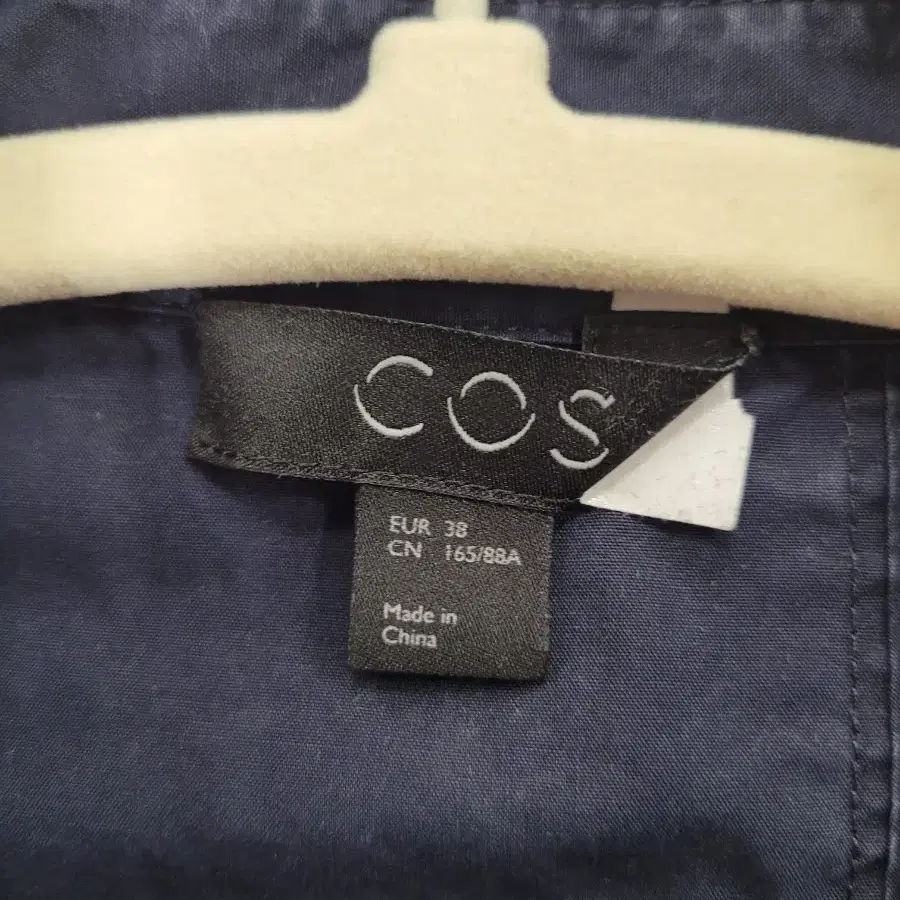 COS
EUR 38
CN 165/88A
Made in
China